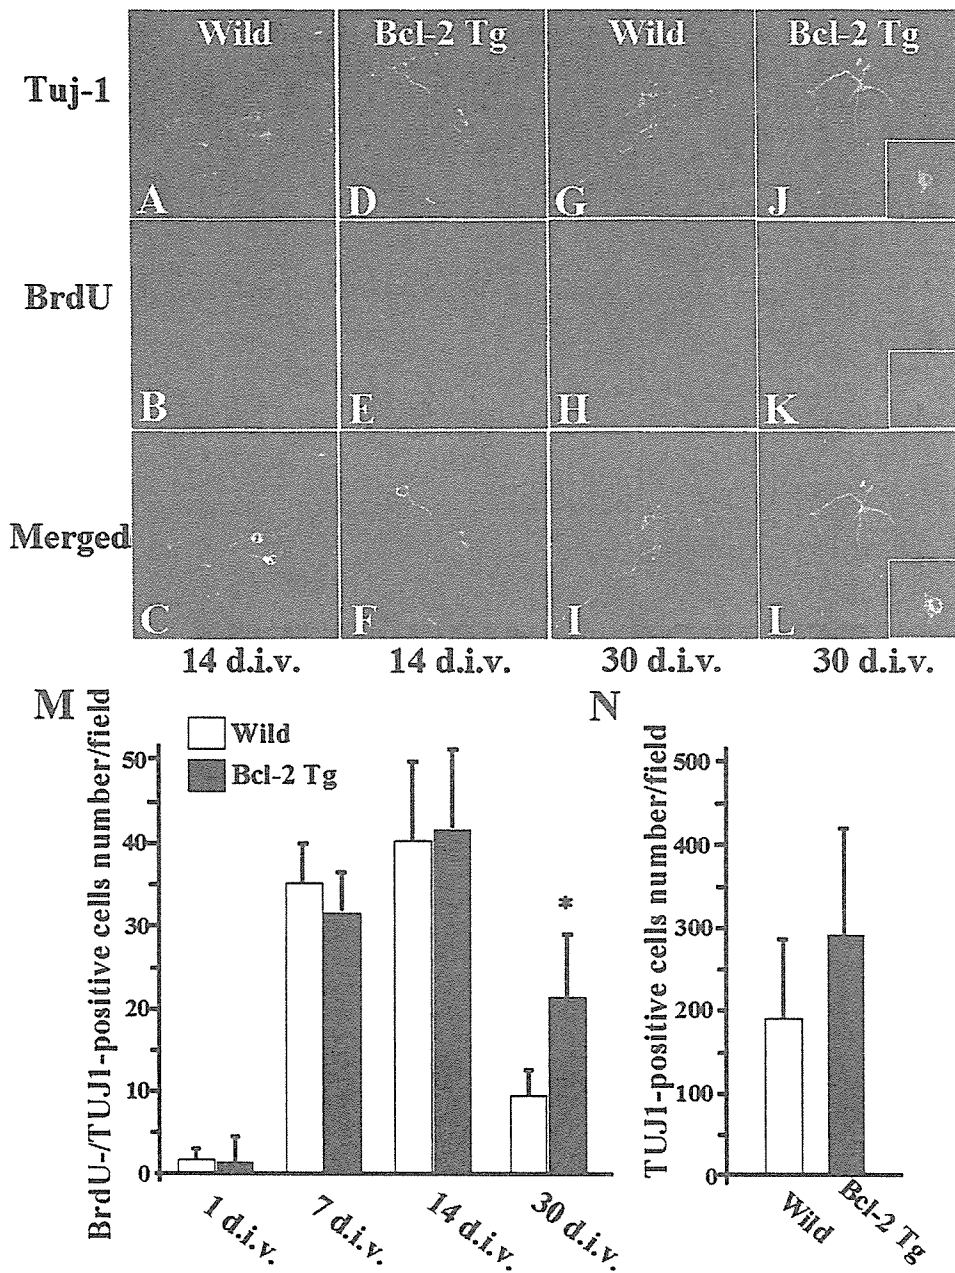 Wild Bcl-2 Tg Wild Bcl-2 Tg
Tuj-1
A D G J
BrdU
B E H K
Merged
C F I L
14 d.i.v. 14 d.i.v. 30 d.i.v. 30 d.i.v.
M
BrdU-/TUJ1-positive cells number/field
Wild
Bcl-2 Tg
50
40
30
20
10
0
*
1 d.i.v. 7 d.i.v. 14 d.i.v. 30 d.i.v.
N
TUJ1-positive cells number/field
500
400
300
200
100
0
Wild Bcl-2 Tg